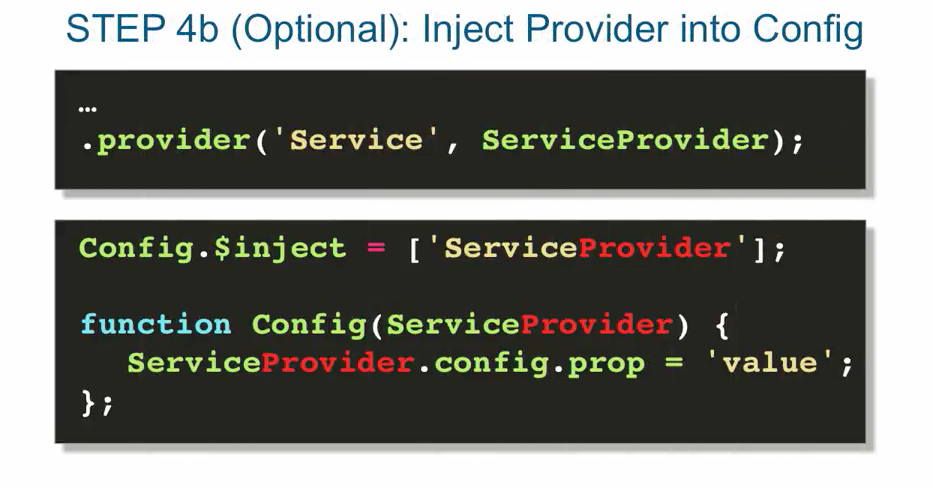 STEP 4b (Optional): Inject Provider into Config
…
.provider('Service', ServiceProvider);
Config.$inject = ['ServiceProvider'];
function Config(ServiceProvider) {
ServiceProvider.config.prop = 'value';
};